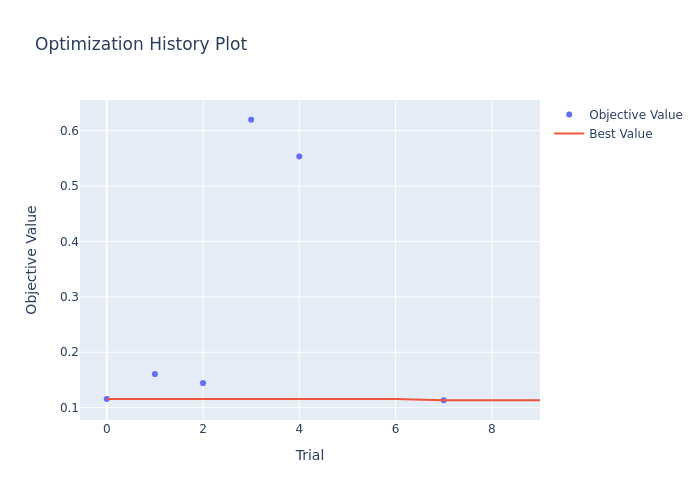 Optimization History Plot
Objective Value
Best Value
0.6
0.5
0.4
0.3
0.2
0.1
Objective Value
0
2
4
6
8
Trial